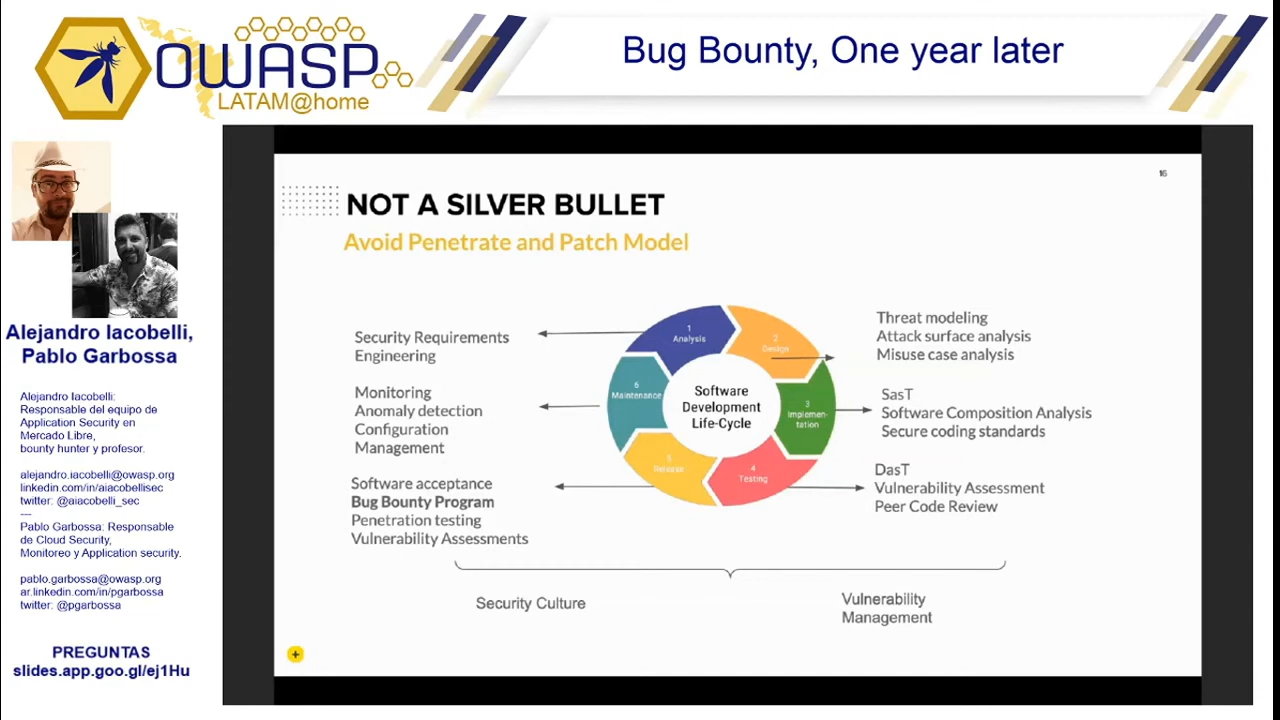 OWASP
LATAM@home
Bug Bounty, One year later
Alejandro Iacobelli,
Pablo Garbossa
Alejandro Iacobelli:
Responsable del equipo de
Application Security en
Mercado Libre,
bounty hunter y profesor.
alejandro.iacobelli@owasp.org
linkedin.com/in/aiacobellisec
twitter: @aiacobelli_sec
---
Pablo Garbossa: Responsable
de Cloud Security,
Monitoreo y Application security.
pablo.garbossa@owasp.org
ar.linkedin.com/in/pgarbossa
twitter: @pgarbossa
PREGUNTAS
slides.app.goo.gl/ej1Hu
16
NOT A SILVER BULLET
Avoid Penetrate and Patch Model
Security Requirements
Engineering
Monitoring
Anomaly detection
Configuration
Management
Software acceptance
Bug Bounty Program
Penetration testing
Vulnerability Assessments
1
Analysis
2
Design
3
Implemen-
tation
4
Testing
5
Release
6
Maintenance
Software
Development
Life-Cycle
Threat modeling
Attack surface analysis
Misuse case analysis
SasT
Software Composition Analysis
Secure coding standards
DasT
Vulnerability Assessment
Peer Code Review
Security Culture
Vulnerability
Management
+